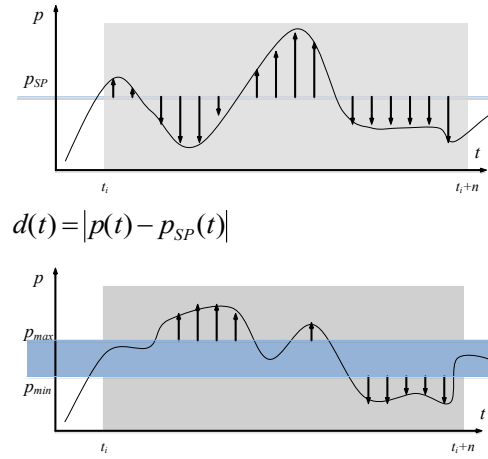 p
p_SP
t
t_i
t_i+n
d(t) = |p(t) − p_SP(t)|
p
p_max
p_min
t
t_i
t_i+n